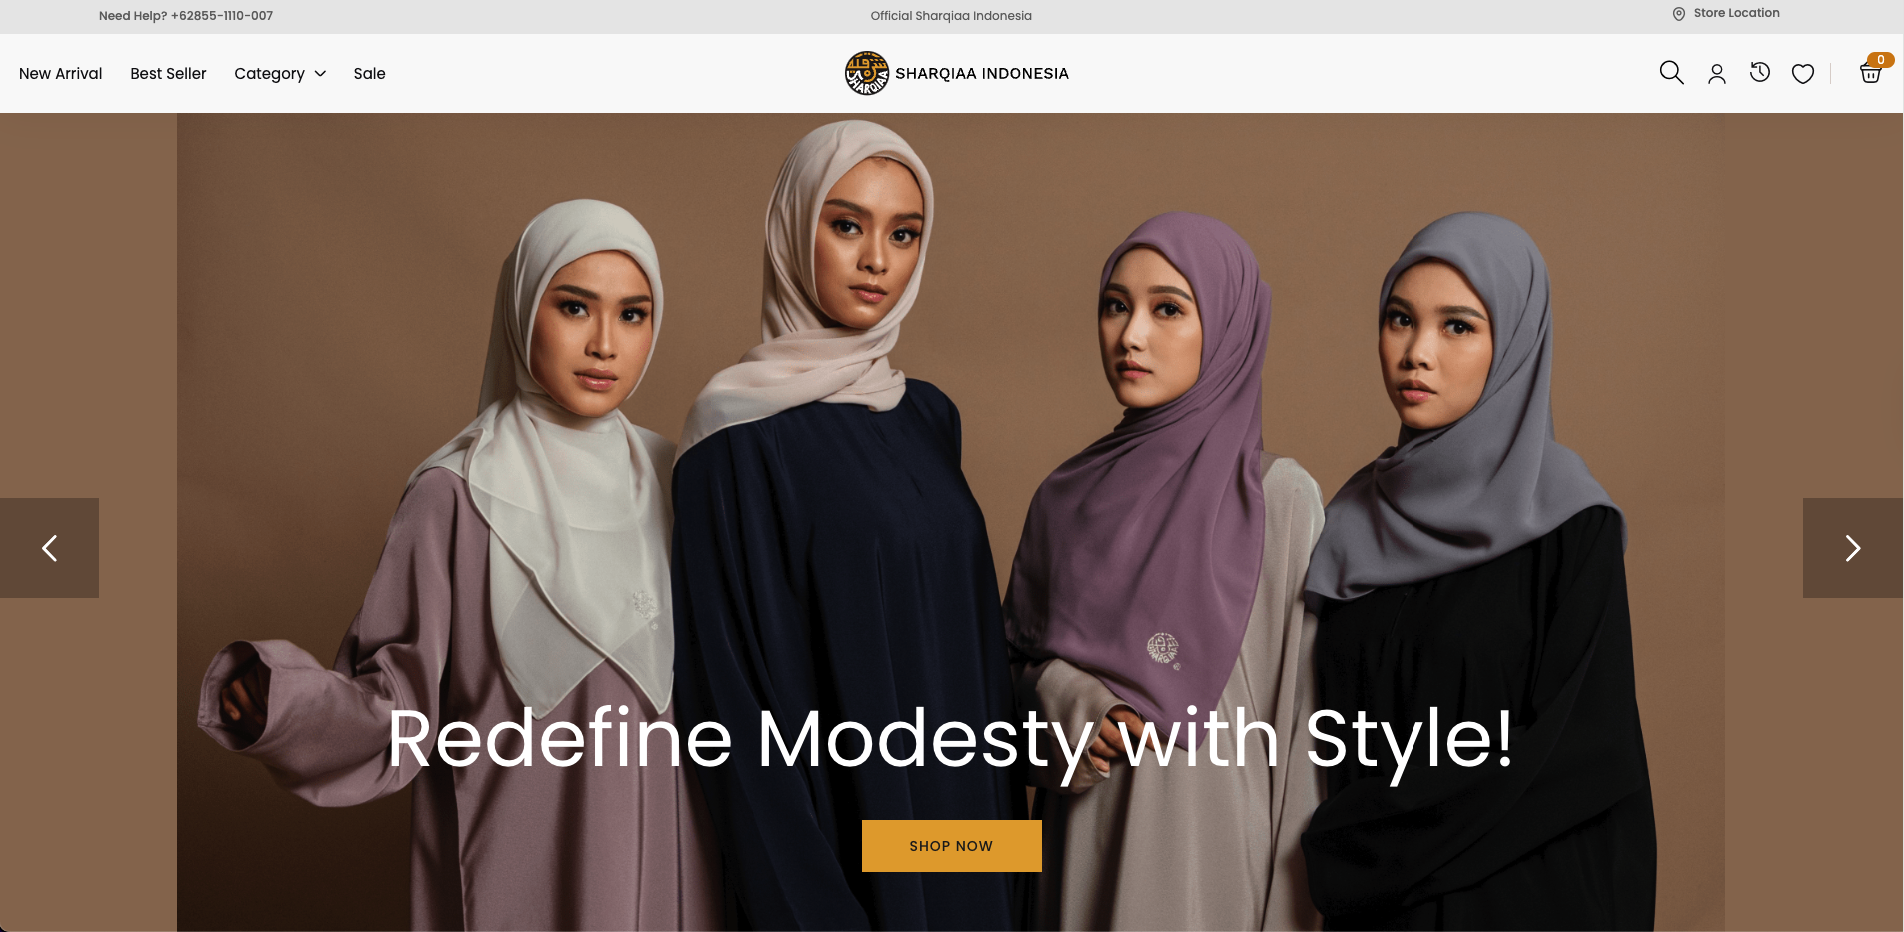 Need Help? +62855-1110-007
Official Sharqiaa Indonesia
Store Location
New Arrival
Best Seller
Category
Sale
SHARQIAA
SHARQIAA INDONESIA
0
Redefine Modesty with Style!
SHOP NOW